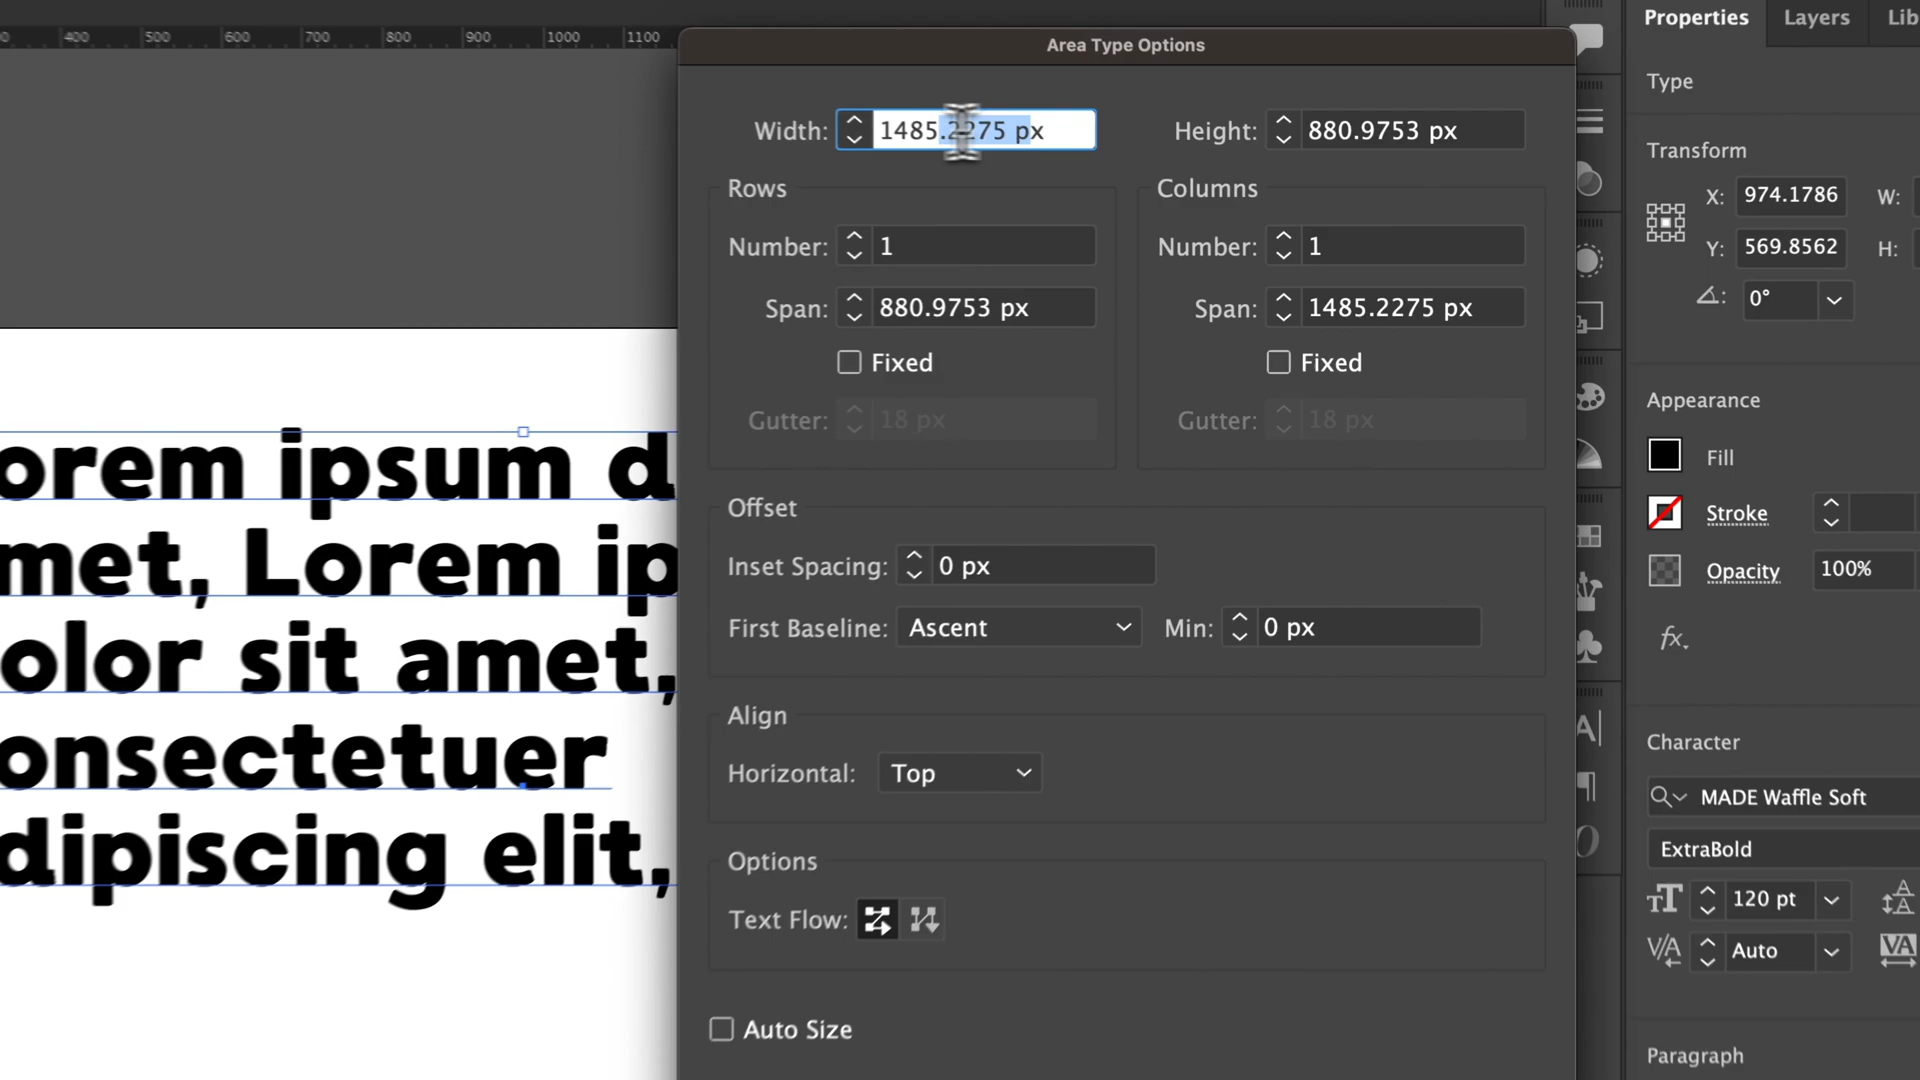 400 500 600 700 800 900 1000 1100
Area Type Options
Width: 1485.2275 px
Height: 880.9753 px
Rows
Number: 1
Span: 880.9753 px
Fixed
Gutter: 18 px
Columns
Number: 1
Span: 1485.2275 px
Fixed
Gutter: 18 px
Offset
Inset Spacing: 0 px
First Baseline: Ascent
Min: 0 px
Align
Horizontal: Top
Options
Text Flow:
Auto Size
orem ipsum d
met, Lorem ip
olor sit amet,
onsectetuer
dipiscing elit,
Properties Layers Lib
Type
Transform
X: 974.1786 W:
Y: 569.8562 H:
0°
Appearance
Fill
Stroke
Opacity 100%
fx.
Character
MADE Waffle Soft
ExtraBold
120 pt
Auto
Paragraph